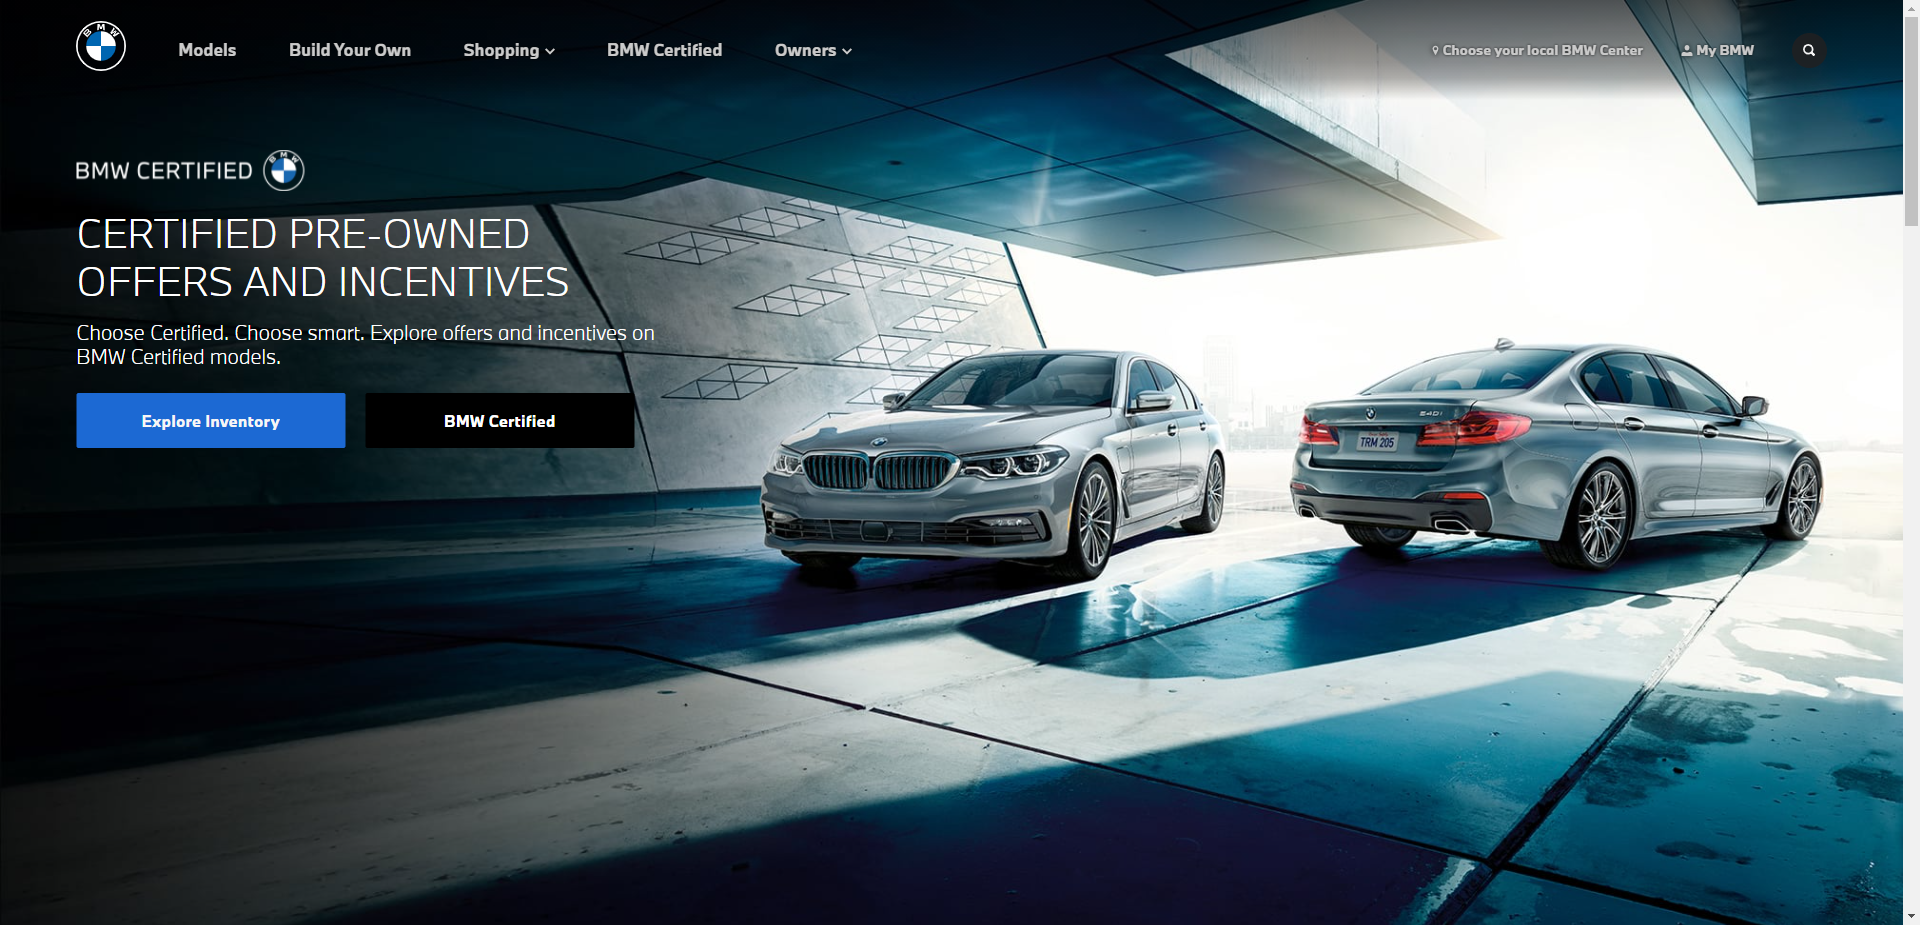 BMW
Models
Build Your Own
Shopping
BMW Certified
Owners
Choose your local BMW Center
My BMW
BMW CERTIFIED
BMW
CERTIFIED PRE-OWNED
OFFERS AND INCENTIVES
Choose Certified. Choose smart. Explore offers and incentives on
BMW Certified models.
Explore Inventory
BMW Certified
540i
TRM 205